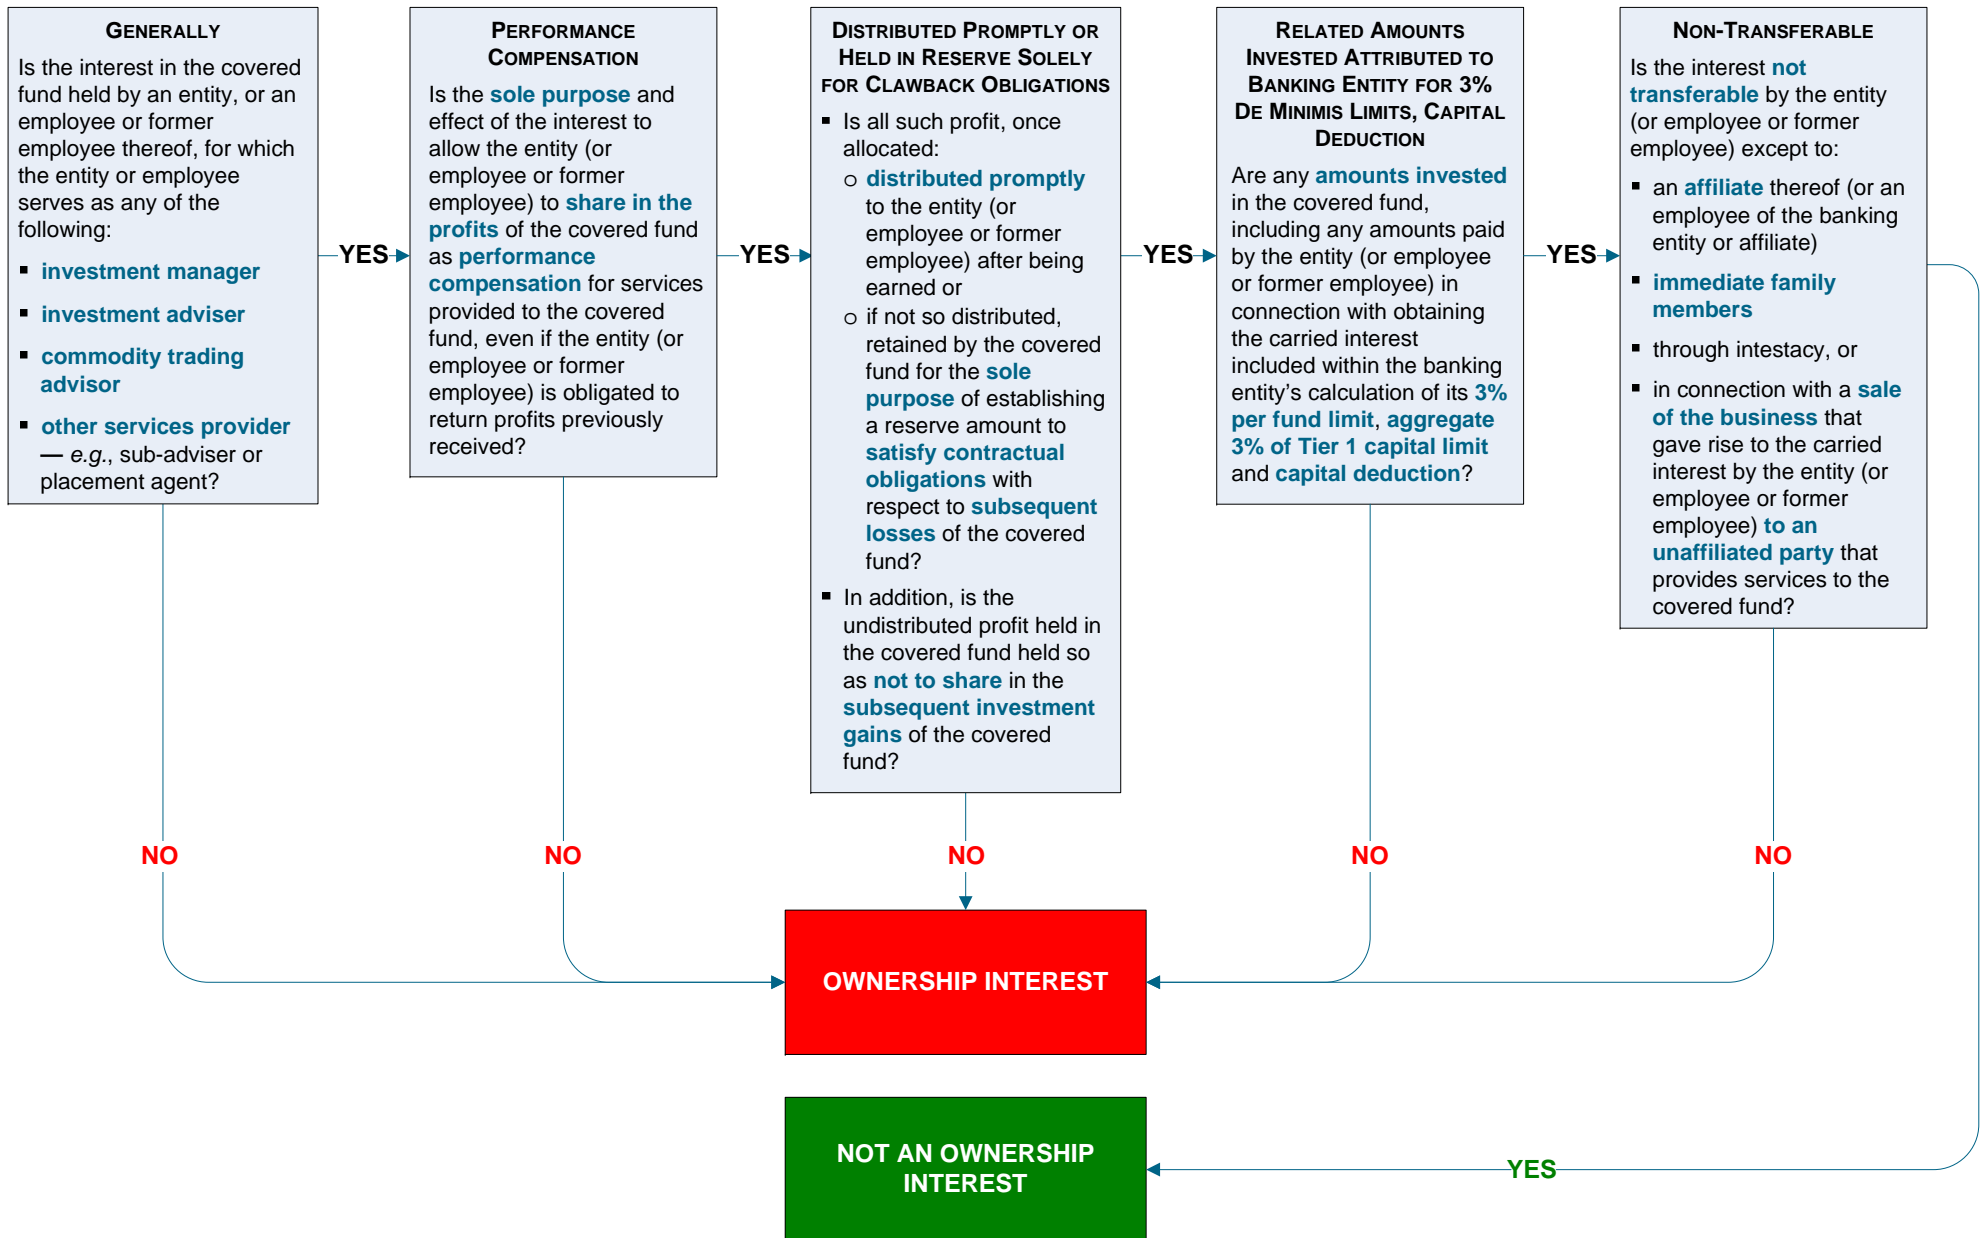 GENERALLY
Is the interest in the covered
fund held by an entity, or an
employee or former
employee thereof, for which
the entity or employee
serves as any of the
following:
▪ investment manager
▪ investment adviser
▪ commodity trading
advisor
▪ other services provider
— e.g., sub-adviser or
placement agent?
YES
PERFORMANCE
COMPENSATION
Is the sole purpose and
effect of the interest to
allow the entity (or
employee or former
employee) to share in the
profits of the covered fund
as performance
compensation for services
provided to the covered
fund, even if the entity (or
employee or former
employee) is obligated to
return profits previously
received?
YES
DISTRIBUTED PROMPTLY OR
HELD IN RESERVE SOLELY
FOR CLAWBACK OBLIGATIONS
▪ Is all such profit, once
allocated:
o distributed promptly
to the entity (or
employee or former
employee) after being
earned or
o if not so distributed,
retained by the covered
fund for the sole
purpose of establishing
a reserve amount to
satisfy contractual
obligations with
respect to subsequent
losses of the covered
fund?
▪ In addition, is the
undistributed profit held in
the covered fund held so
as not to share in the
subsequent investment
gains of the covered
fund?
YES
RELATED AMOUNTS
INVESTED ATTRIBUTED TO
BANKING ENTITY FOR 3%
DE MINIMIS LIMITS, CAPITAL
DEDUCTION
Are any amounts invested
in the covered fund,
including any amounts paid
by the entity (or employee
or former employee) in
connection with obtaining
the carried interest
included within the banking
entity's calculation of its 3%
per fund limit, aggregate
3% of Tier 1 capital limit
and capital deduction?
YES
NON-TRANSFERABLE
Is the interest not
transferable by the entity
(or employee or former
employee) except to:
▪ an affiliate thereof (or an
employee of the banking
entity or affiliate)
▪ immediate family
members
▪ through intestacy, or
▪ in connection with a sale
of the business that
gave rise to the carried
interest by the entity (or
employee or former
employee) to an
unaffiliated party that
provides services to the
covered fund?
NO
NO
NO
NO
NO
OWNERSHIP INTEREST
NOT AN OWNERSHIP
INTEREST
YES